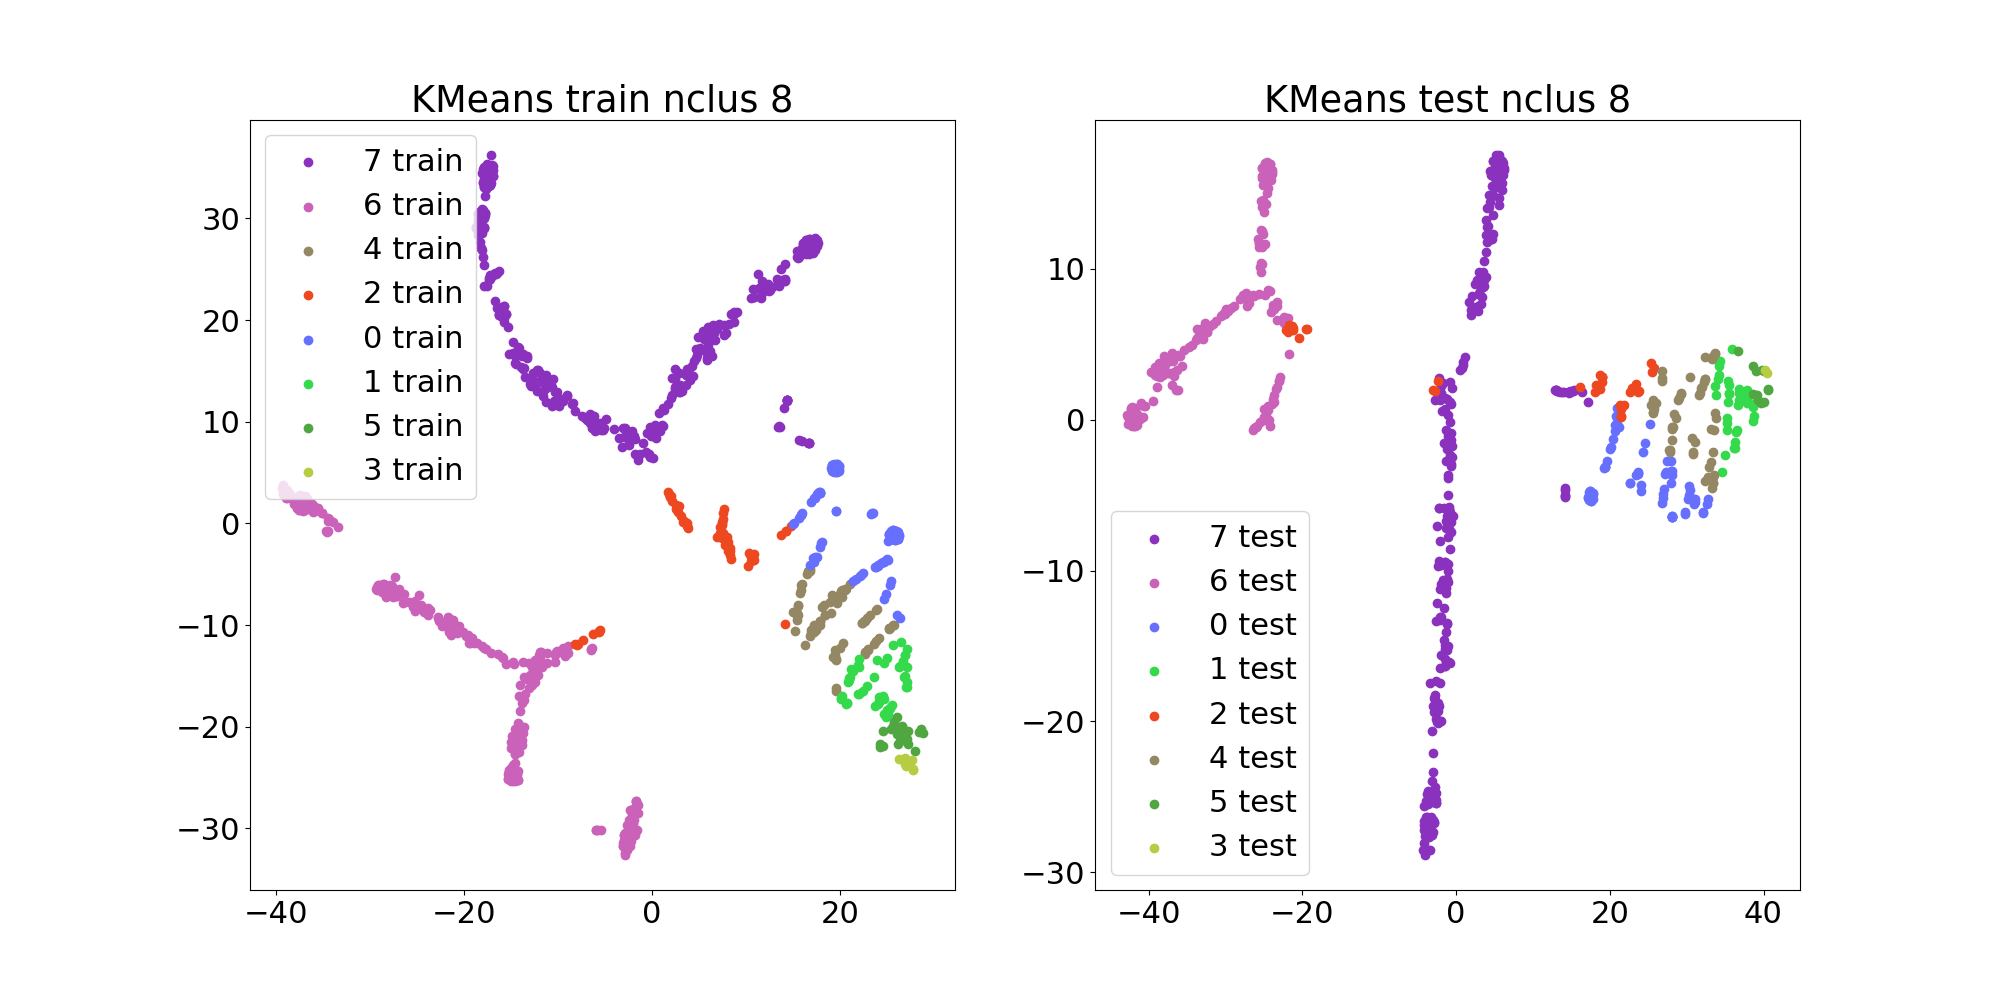 KMeans train nclus 8
7 train
6 train
4 train
2 train
0 train
1 train
5 train
3 train
30
20
10
0
−10
−20
−30
−40
−20
0
20
KMeans test nclus 8
7 test
6 test
0 test
1 test
2 test
4 test
5 test
3 test
10
0
−10
−20
−30
−40
−20
0
20
40